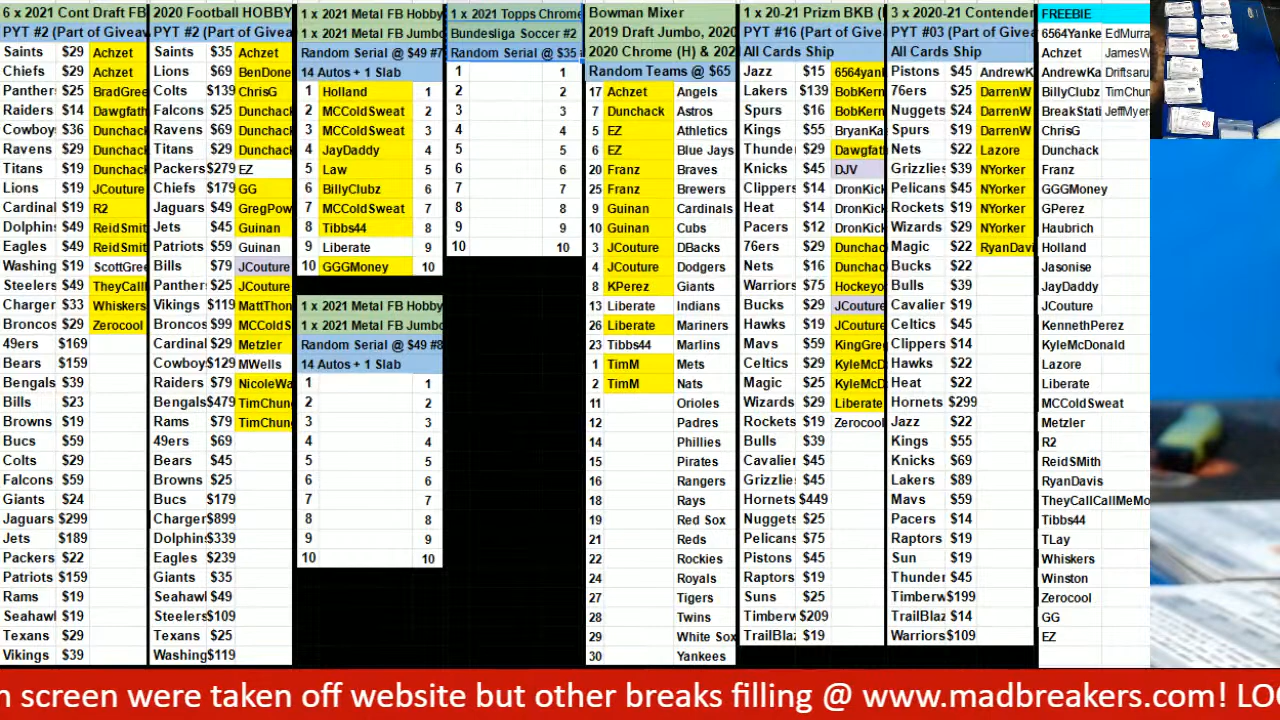 6 x 2021 Cont Draft FB
PYT #2 (Part of Giveaw
Saints $29 Achzet
Chiefs $29 Achzet
Panthers $25 BradGree
Raiders $14 Dawgfath
Cowboys $36 Dunchack
Ravens $29 Dunchack
Titans $19 Dunchack
Lions $19 JCouture
Cardinal $19 R2
Dolphins $49 ReidSmit
Eagles $49 ReidSmit
Washing $19 ScottGree
Steelers $49 TheyCall
Charger $33 Whiskers
Broncos $29 Zerocool
49ers $169
Bears $159
Bengals $39
Bills $23
Browns $19
Bucs $59
Colts $29
Falcons $59
Giants $24
Jaguars $299
Jets $189
Packers $22
Patriots $159
Rams $19
Seahawl $19
Texans $29
Vikings $39
2020 Football HOBBY
PYT #2 (Part of Giveaw
Saints $35 Achzet
Lions $69 BenDone
Colts $139 ChrisG
Falcons $25 Dunchack
Ravens $69 Dunchack
Titans $29 Dunchack
Packers $279 EZ
Chiefs $179 GG
Jaguars $49 GregPow
Jets $45 Guinan
Patriots $59 Guinan
Bills $79 JCouture
Panther $25 JCouture
Vikings $119 MattThon
Bronco: $99 MCColdS
Cardinal $29 Metzler
Cowboy $129 MWells
Raiders $79 NicoleWa
Bengals $479 TimChun
Rams $79 TimChun
49ers $69
Bears $45
Browns $25
Bucs $179
Charger $899
Dolphin $339
Eagles $239
Giants $35
Seahawl $49
Steelers $109
Texans $25
Washing $119
1 x 2021 Metal FB Hobby
1 x 2021 Metal FB Jumbo
Random Serial @ $49 #7
14 Autos + 1 Slab
1 Holland 1
2 MCColdSweat 2
3 MCColdSweat 3
4 JayDaddy 4
5 Law 5
6 BillyClubz 6
7 MCColdSweat 7
8 Tibbs44 8
9 Liberate 9
10 GGGMoney 10
1 x 2021 Metal FB Hobby
1 x 2021 Metal FB Jumbo
Random Serial @ $49 #8
14 Autos + 1 Slab
1 1
2 2
3 3
4 4
5 5
6 6
7 7
8 8
9 9
10 10
1 x 2021 Topps Chrome
Bundesliga Soccer #2
Random Serial @ $35
1 1
2 2
3 3
4 4
5 5
6 6
7 7
8 8
9 9
10 10
Bowman Mixer
2019 Draft Jumbo, 2020
2020 Chrome (H) & 202
Random Teams @ $65
17 Achzet Angels
7 Dunchack Astros
5 EZ Athletics
6 EZ Blue Jays
20 Franz Braves
25 Franz Brewers
9 Guinan Cardinals
10 Guinan Cubs
3 JCouture DBacks
4 JCouture Dodgers
8 KPerez Giants
13 Liberate Indians
26 Liberate Mariners
23 Tibbs44 Marlins
1 TimM Mets
2 TimM Nats
11 Orioles
12 Padres
14 Phillies
15 Pirates
16 Rangers
18 Rays
19 Red Sox
21 Reds
22 Rockies
24 Royals
27 Tigers
28 Twins
29 White Sox
30 Yankees
1 x 20-21 Prizm BKB (
PYT #16 (Part of Givea
All Cards Ship
Jazz $15 6564yank
Lakers $139 BobKern
Spurs $16 BobKern
Kings $55 BryanKa
Thunde $29 Dawgfath
Knicks $45 DJV
Clippers $14 DronKick
Heat $14 DronKick
Pacers $12 DronKick
76ers $29 Dunchac
Nets $16 Dunchac
Warriors $75 Hockeyo
Bucks $29 JCouture
Hawks $19 JCouture
Mavs $59 KingGre
Celtics $29 KyleMcD
Magic $25 KyleMcD
Wizards $29 Liberate
Rockets $19 Zerocool
Bulls $39
Cavalier $45
Grizzlies $45
Hornets $449
Nuggets $25
Pelicans $75
Pistons $45
Raptors $19
Suns $25
Timberw $209
TrailBlaz $19
3 x 2020-21 Contender
PYT #03 (Part of Givea
All Cards Ship
Pistons $45 AndrewK
76ers $25 DarrenW
Nuggets $24 DarrenW
Spurs $19 DarrenW
Nets $22 Lazore
Grizzlies $39 NYorker
Pelicans $45 NYorker
Rockets $19 NYorker
Wizards $29 NYorker
Magic $22 RyanDavi
Bucks $22
Bulls $39
Cavalier $19
Celtics $45
Clippers $14
Hawks $22
Heat $22
Hornets $299
Jazz $22
Kings $55
Knicks $69
Lakers $89
Mavs $59
Pacers $14
Raptors $19
Sun $19
Thunder $45
Timberw $199
TrailBlaz $14
Warriors $109
FREEBIE
6564Yanke EdMurra
Achzet JamesW
AndrewKa Driftsaru
BillyClubz TimChun
BreakStati JeffMyer
ChrisG
Dunchack
Franz
GGGMoney
GPerez
Haubrich
Holland
Jasonise
JayDaddy
JCouture
KennethPerez
KyleMcDonald
Lazore
Liberate
MCColdSweat
Metzler
R2
ReidSMith
RyanDavis
TheyCallCallMeMo
Tibbs44
TLay
Whiskers
Winston
Zerocool
GG
EZ
n screen were taken off website but other breaks filling @ www.madbreakers.com! LOC